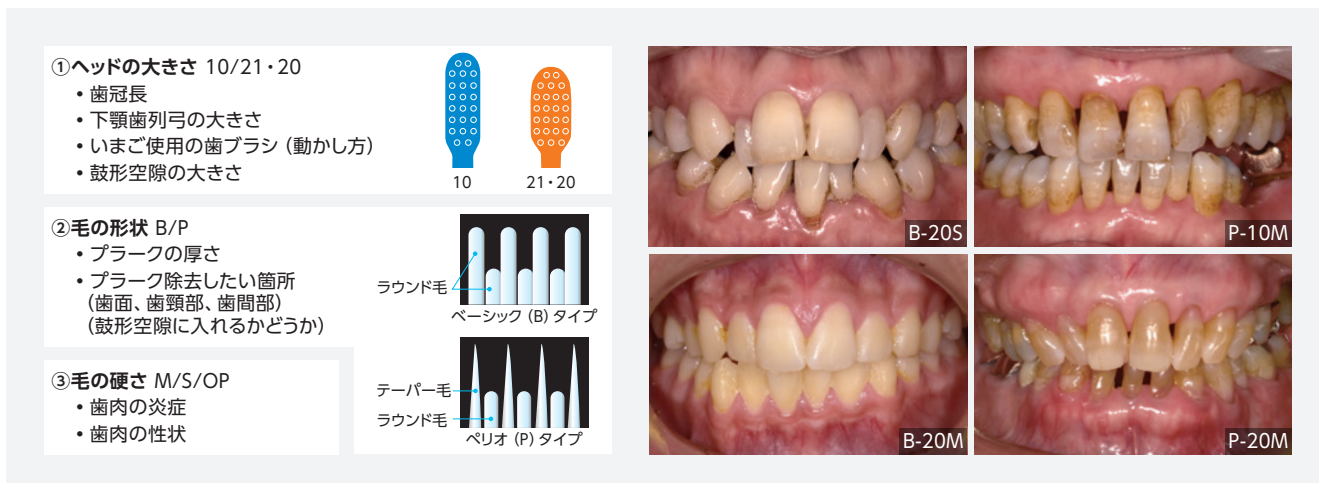 ①ヘッドの大きさ 10/21・20
• 歯冠長
• 下顎歯列弓の大きさ
• いまご使用の歯ブラシ（動かし方）
• 鼓形空隙の大きさ
10
21・20
②毛の形状 B/P
• プラークの厚さ
• プラーク除去したい箇所
（歯面、歯頸部、歯間部）
（鼓形空隙に入れるかどうか）
ラウンド毛
ベーシック（B）タイプ
③毛の硬さ M/S/OP
• 歯肉の炎症
• 歯肉の性状
テーパー毛
ラウンド毛
ペリオ（P）タイプ
B-20S
P-10M
B-20M
P-20M